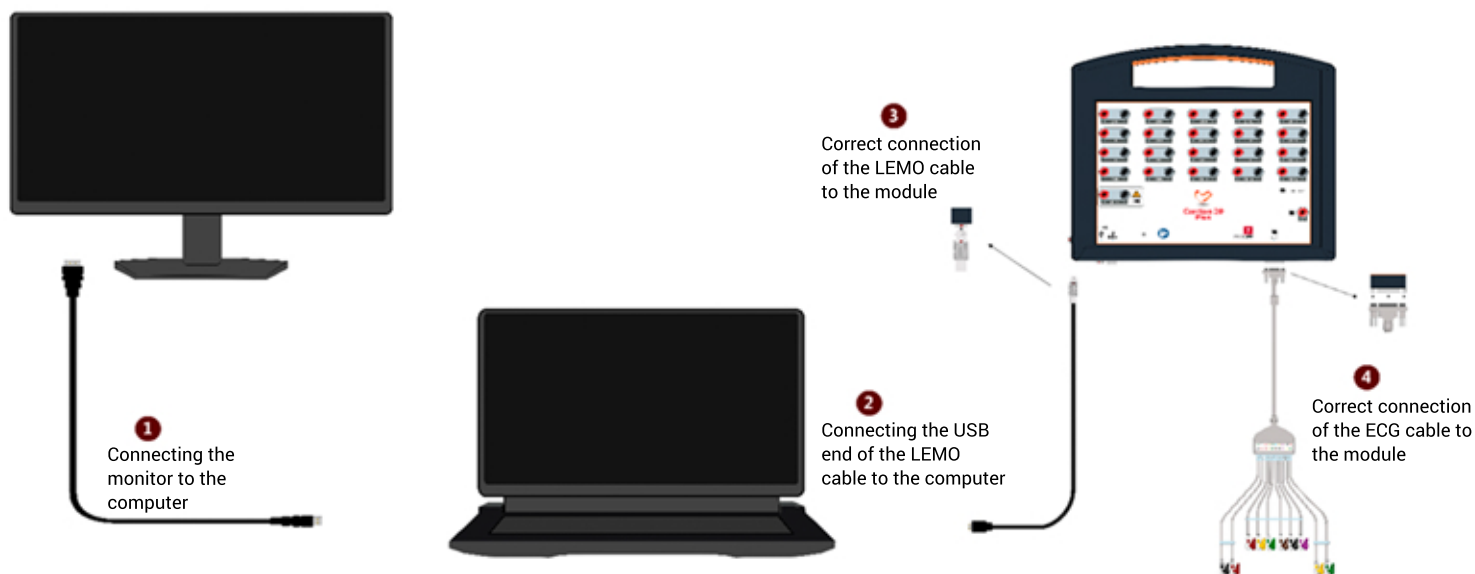 1
Connecting the
monitor to the
computer
2
Connecting the USB
end of the LEMO
cable to the computer
3
Correct connection
of the LEMO cable
to the module
4
Correct connection
of the ECG cable to
the module